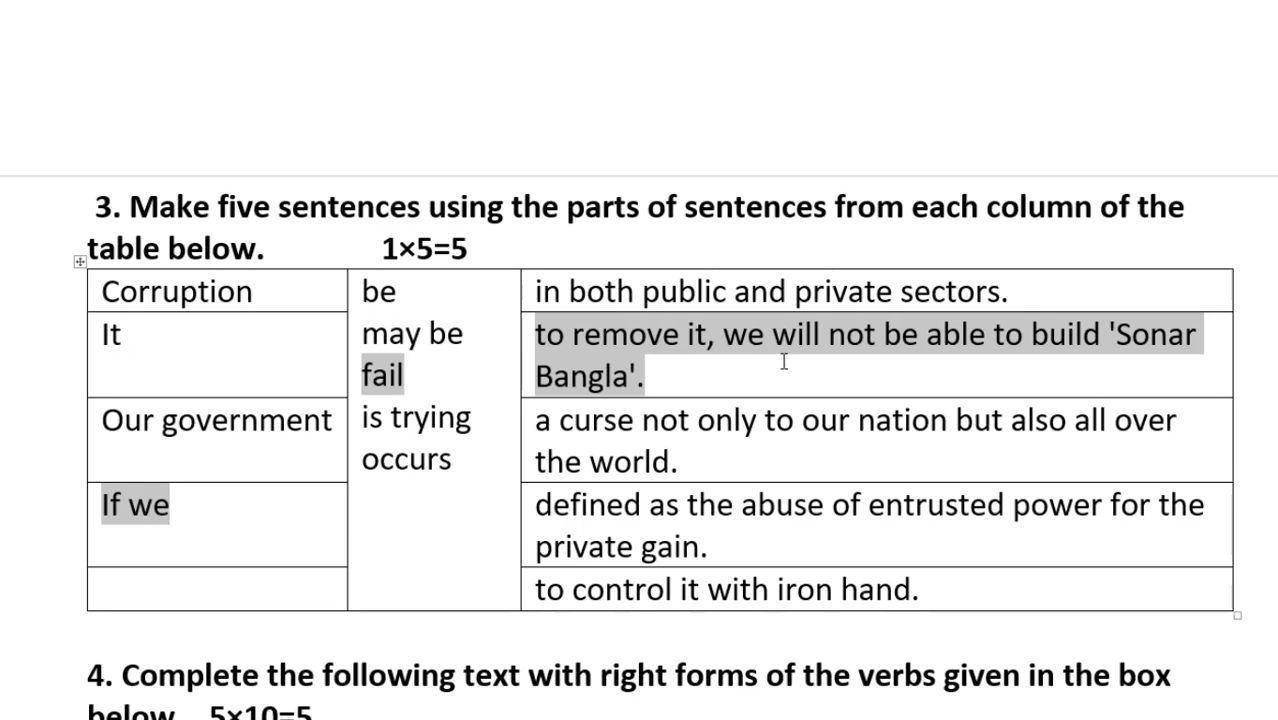 3. Make five sentences using the parts of sentences from each column of the
table below. 1×5=5
Corruption
It
Our government
If we
be
may be
fail
is trying
occurs
in both public and private sectors.
to remove it, we will not be able to build 'Sonar
Bangla'.
a curse not only to our nation but also all over
the world.
defined as the abuse of entrusted power for the
private gain.
to control it with iron hand.
4. Complete the following text with right forms of the verbs given in the box
below. 5×10=5